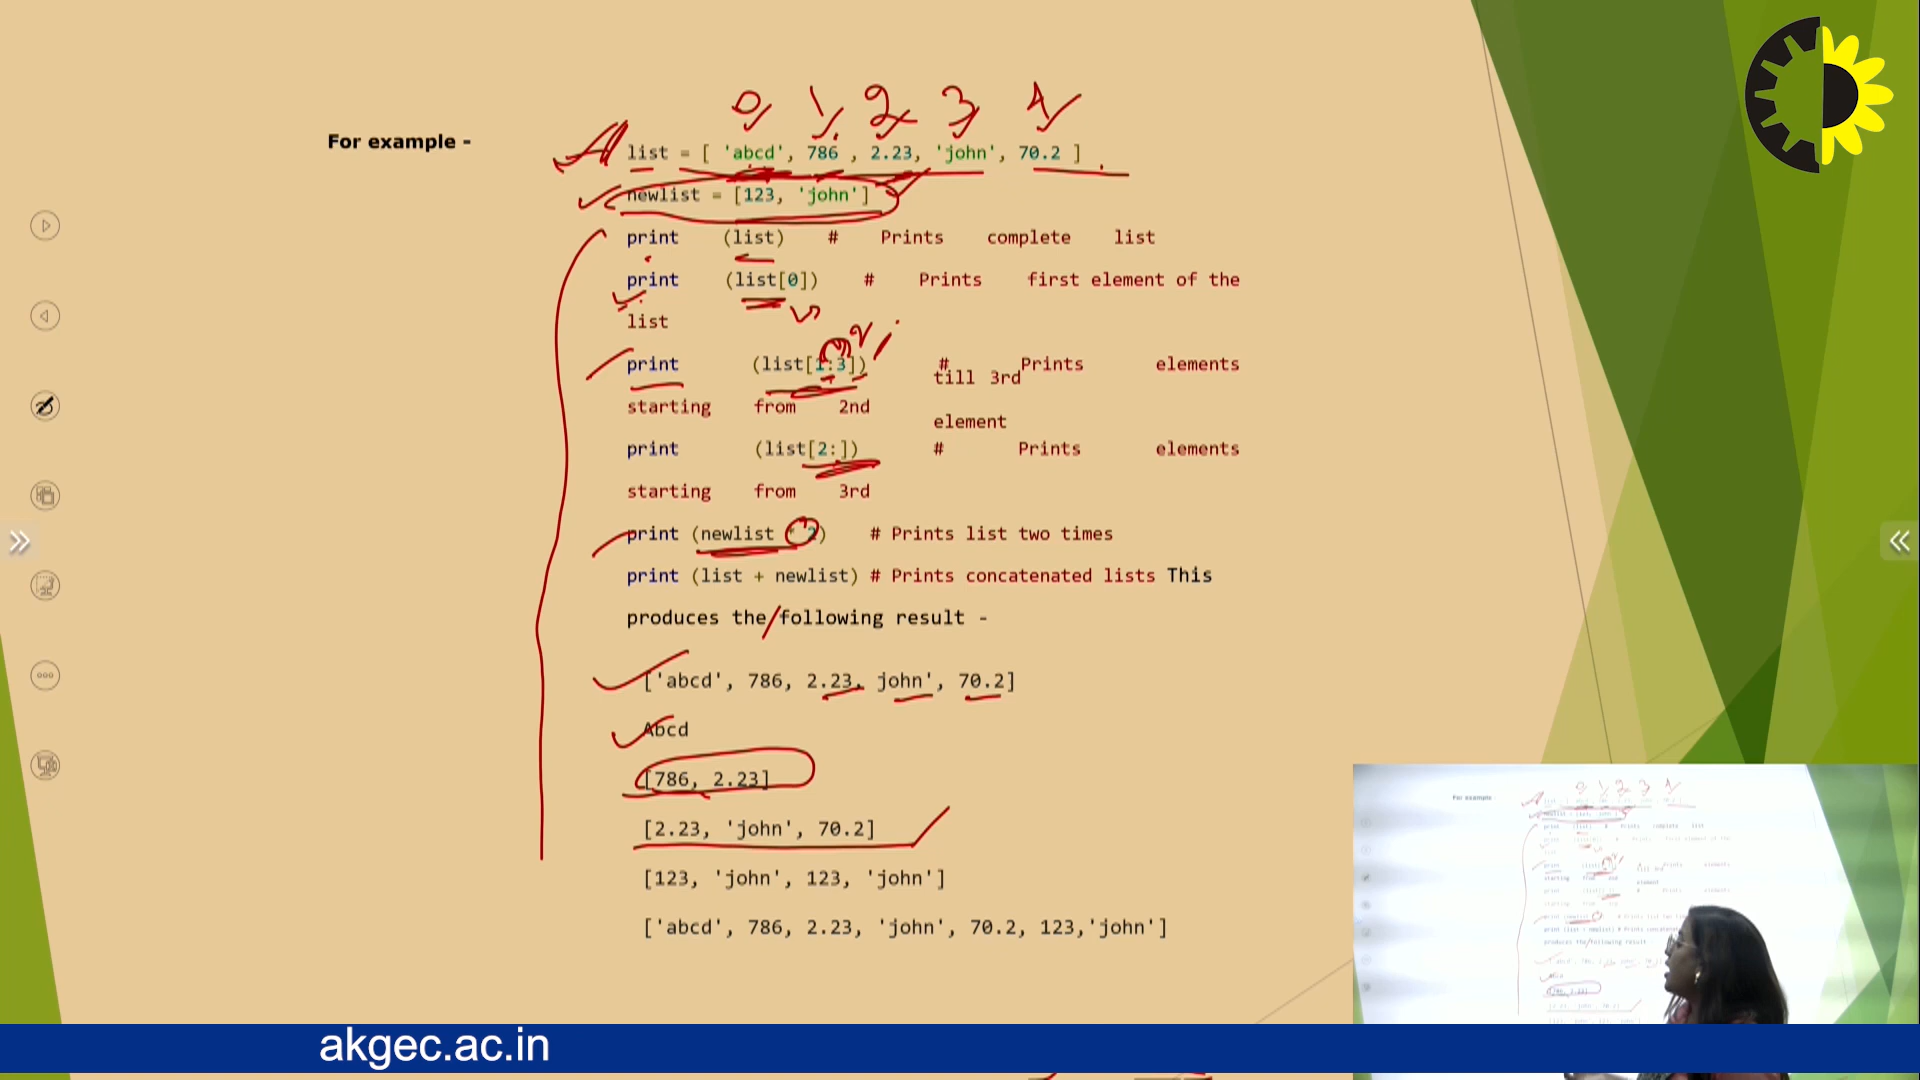 0 1 2 3 4
For example -
list = [ 'abcd', 786 , 2.23, 'john', 70.2 ]
newlist = [123, 'john']
print (list) # Prints complete list
print (list[0]) # Prints first element of the
list
print (list[1:3]) # Prints elements
till 3rd
starting from 2nd
element
print (list[2:]) # Prints elements
starting from 3rd
print (newlist * 2) # Prints list two times
print (list + newlist) # Prints concatenated lists This
produces the following result -
['abcd', 786, 2.23, john', 70.2]
Abcd
[786, 2.23]
[2.23, 'john', 70.2]
[123, 'john', 123, 'john']
['abcd', 786, 2.23, 'john', 70.2, 123,'john']
akgec.ac.in